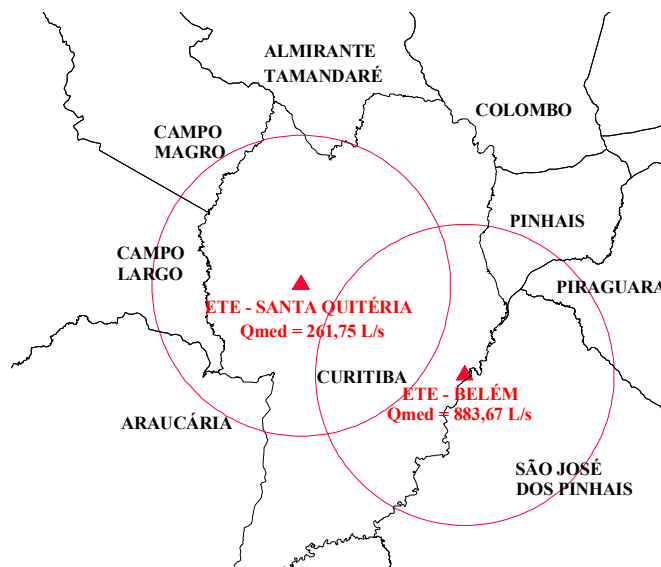 ALMIRANTE
TAMANDARÉ
COLOMBO
CAMPO
MAGRO
PINHAIS
CAMPO
LARGO
PIRAGUARA
ETE - SANTA QUITÉRIA
Qmed = 261,75 L/s
CURITIBA
ETE - BELÉM
Qmed = 883,67 L/s
ARAUCÁRIA
SÃO JOSÉ
DOS PINHAIS